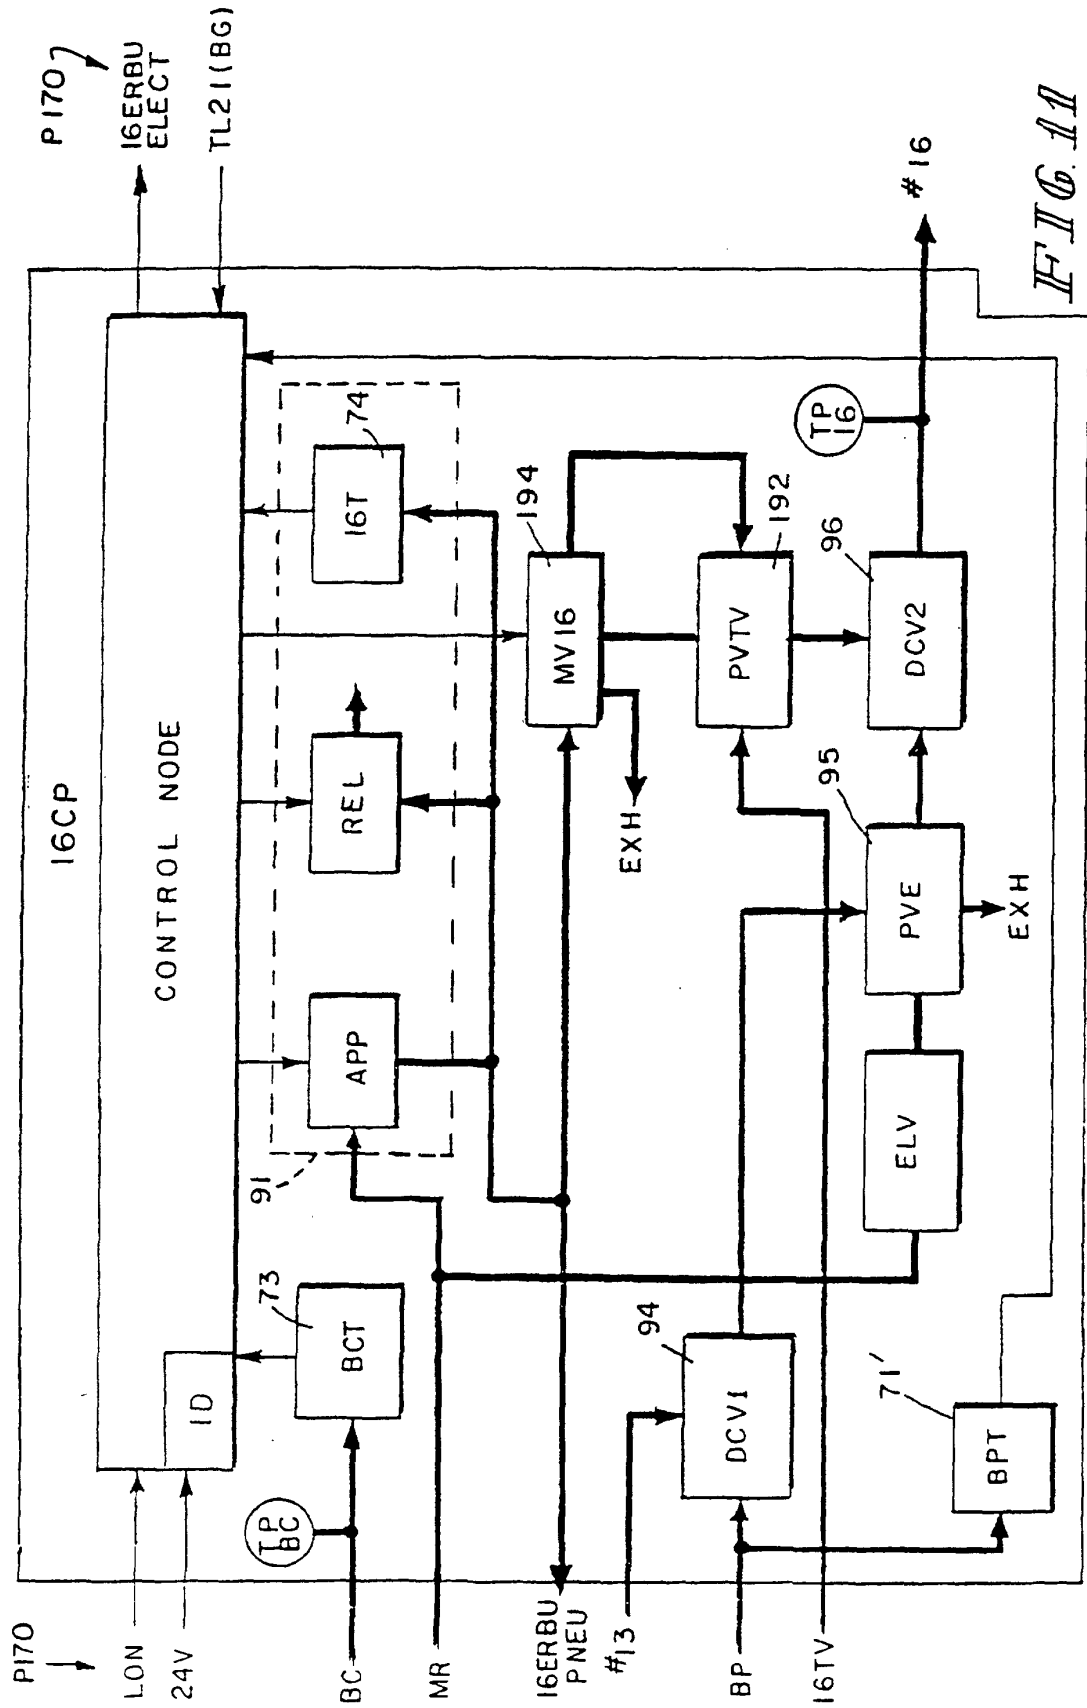 P170
16ERBU
ELECT
TL21(BG)
16CP
CONTROL NODE
ID
P170
LON
24V
BC
MR
16ERBU
PNEU
#13
BP
16TV
TP
BC
73
BCT
91
APP
REL
16T
74
194
MV16
EXH
PVTV
192
94
DCV1
95
PVE
EXH
96
DCV2
ELV
71'
BPT
TP
16
#16
FIG. 11